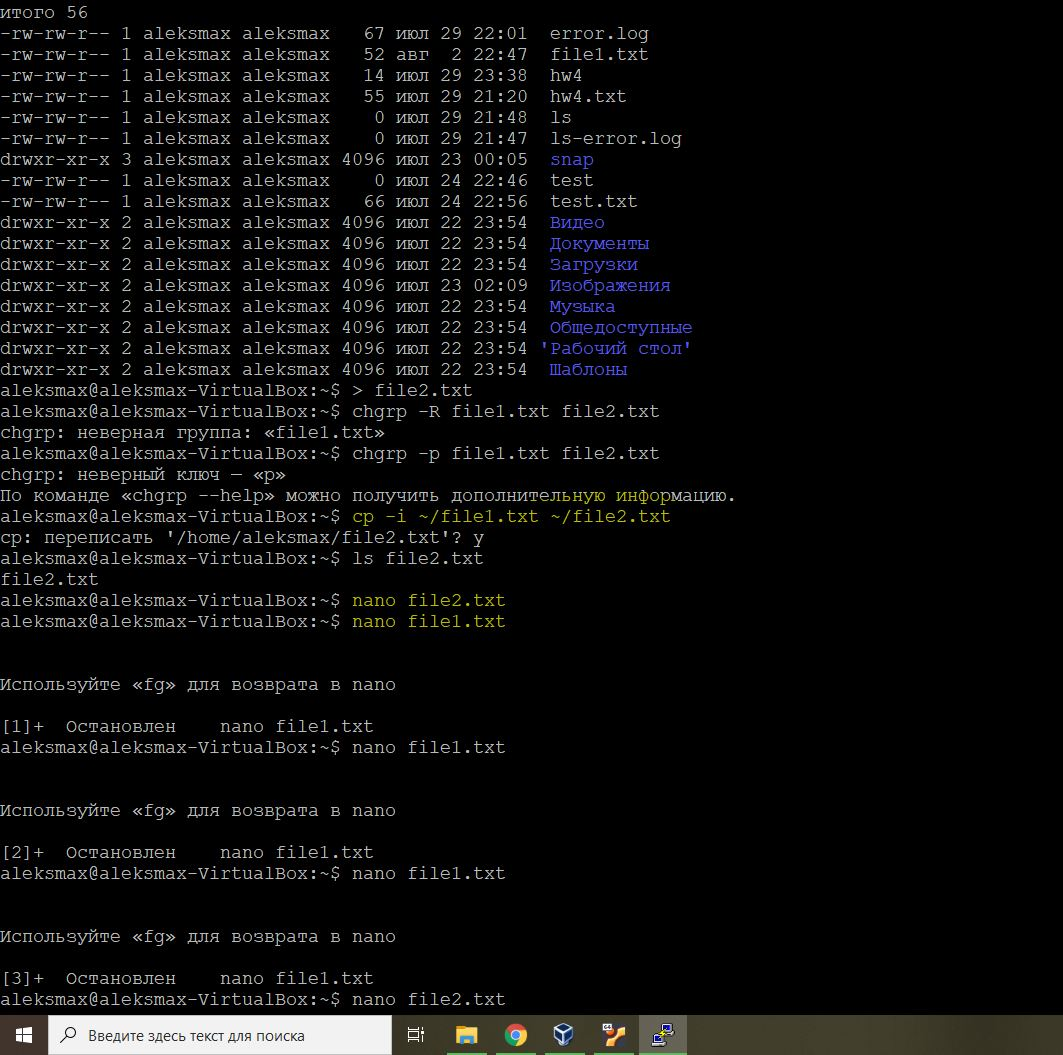 итого 56
-rw-rw-r-- 1 aleksmax aleksmax   67 июл 29 22:01  error.log
-rw-rw-r-- 1 aleksmax aleksmax   52 авг  2 22:47  file1.txt
-rw-rw-r-- 1 aleksmax aleksmax   14 июл 29 23:38  hw4
-rw-rw-r-- 1 aleksmax aleksmax   55 июл 29 21:20  hw4.txt
-rw-rw-r-- 1 aleksmax aleksmax    0 июл 29 21:48  ls
-rw-rw-r-- 1 aleksmax aleksmax    0 июл 29 21:47  ls-error.log
drwxr-xr-x 3 aleksmax aleksmax 4096 июл 23 00:05  snap
-rw-rw-r-- 1 aleksmax aleksmax    0 июл 24 22:46  test
-rw-rw-r-- 1 aleksmax aleksmax   66 июл 24 22:56  test.txt
drwxr-xr-x 2 aleksmax aleksmax 4096 июл 22 23:54  Видео
drwxr-xr-x 2 aleksmax aleksmax 4096 июл 22 23:54  Документы
drwxr-xr-x 2 aleksmax aleksmax 4096 июл 22 23:54  Загрузки
drwxr-xr-x 2 aleksmax aleksmax 4096 июл 23 02:09  Изображения
drwxr-xr-x 2 aleksmax aleksmax 4096 июл 22 23:54  Музыка
drwxr-xr-x 2 aleksmax aleksmax 4096 июл 22 23:54  Общедоступные
drwxr-xr-x 2 aleksmax aleksmax 4096 июл 22 23:54 'Рабочий стол'
drwxr-xr-x 2 aleksmax aleksmax 4096 июл 22 23:54  Шаблоны
aleksmax@aleksmax-VirtualBox:~$ > file2.txt
aleksmax@aleksmax-VirtualBox:~$ chgrp -R file1.txt file2.txt
chgrp: неверная группа: «file1.txt»
aleksmax@aleksmax-VirtualBox:~$ chgrp -p file1.txt file2.txt
chgrp: неверный ключ — «p»
По команде «chgrp --help» можно получить дополнительную информацию.
aleksmax@aleksmax-VirtualBox:~$ cp -i ~/file1.txt ~/file2.txt
cp: переписать '/home/aleksmax/file2.txt'? y
aleksmax@aleksmax-VirtualBox:~$ ls file2.txt
file2.txt
aleksmax@aleksmax-VirtualBox:~$ nano file2.txt
aleksmax@aleksmax-VirtualBox:~$ nano file1.txt
Используйте «fg» для возврата в nano
[1]+  Остановлен    nano file1.txt
aleksmax@aleksmax-VirtualBox:~$ nano file1.txt
Используйте «fg» для возврата в nano
[2]+  Остановлен    nano file1.txt
aleksmax@aleksmax-VirtualBox:~$ nano file1.txt
Используйте «fg» для возврата в nano
[3]+  Остановлен    nano file1.txt
aleksmax@aleksmax-VirtualBox:~$ nano file2.txt
Введите здесь текст для поиска